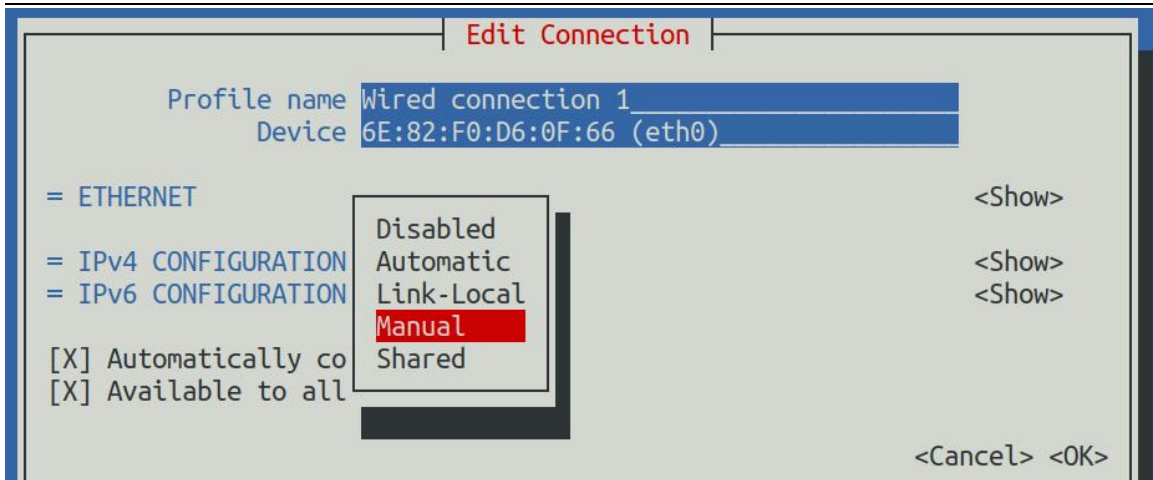 Edit Connection
Profile name Wired connection 1
Device 6E:82:F0:D6:0F:66 (eth0)
= ETHERNET <Show>
Disabled
= IPv4 CONFIGURATION Automatic <Show>
= IPv6 CONFIGURATION Link-Local <Show>
Manual
[X] Automatically co Shared
[X] Available to all
<Cancel> <OK>